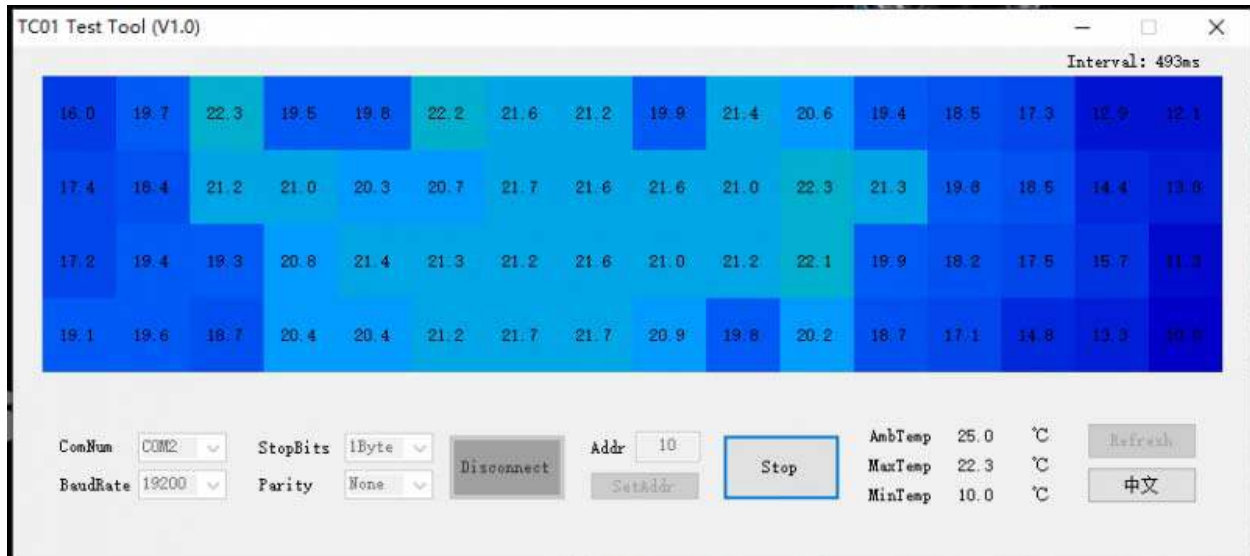 TC01 Test Tool (V1.0)
Interval: 493ms
16.0 19.7 22.3 19.5 19.8 22.2 21.6 21.2 19.9 21.4 20.6 19.4 18.5 17.3 12.9 12.1
17.4 18.4 21.2 21.0 20.3 20.7 21.7 21.6 21.6 21.0 22.3 21.3 19.8 18.5 14.4
17.2 19.4 19.3 20.8 21.4 21.3 21.2 21.6 21.0 21.2 22.1 19.9 18.2 17.5 15.7
19.1 19.6 18.7 20.4 20.4 21.2 21.7 21.7 20.9 19.8 20.2 18.7 17.1 14.8 13.3
ComNum COM2 StopBits 1Byte Disconnect Addr 10 Stop AmbTemp 25.0 ℃ Refresh
BaudRate 19200 Parity None SetAddr MaxTemp 22.3 ℃ 中文
MinTemp 10.0 ℃